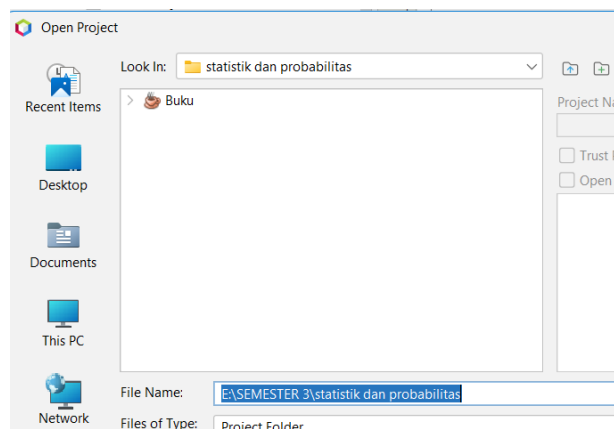 Open Project
Look In: statistik dan probabilitas
Recent Items
Buku
Project Na
Trust
Open
Desktop
Documents
This PC
Network
File Name: E:\SEMESTER 3\statistik dan probabilitas
Files of Type: Project Folder